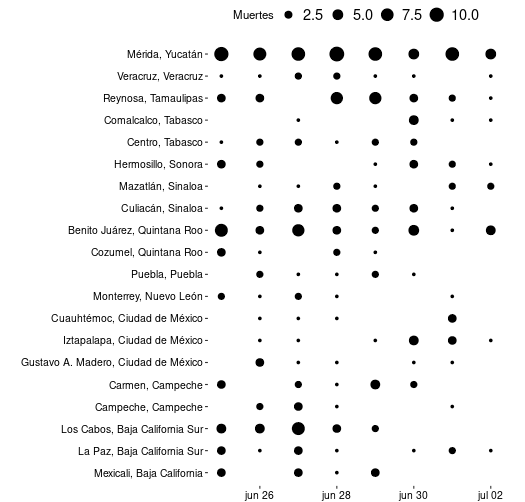 Muertes 2.5 5.0 7.5 10.0
Mérida, Yucatán
Veracruz, Veracruz
Reynosa, Tamaulipas
Comalcalco, Tabasco
Centro, Tabasco
Hermosillo, Sonora
Mazatlán, Sinaloa
Culiacán, Sinaloa
Benito Juárez, Quintana Roo
Cozumel, Quintana Roo
Puebla, Puebla
Monterrey, Nuevo León
Cuauhtémoc, Ciudad de México
Iztapalapa, Ciudad de México
Gustavo A. Madero, Ciudad de México
Carmen, Campeche
Campeche, Campeche
Los Cabos, Baja California Sur
La Paz, Baja California Sur
Mexicali, Baja California
jun 26 jun 28 jun 30 jul 02